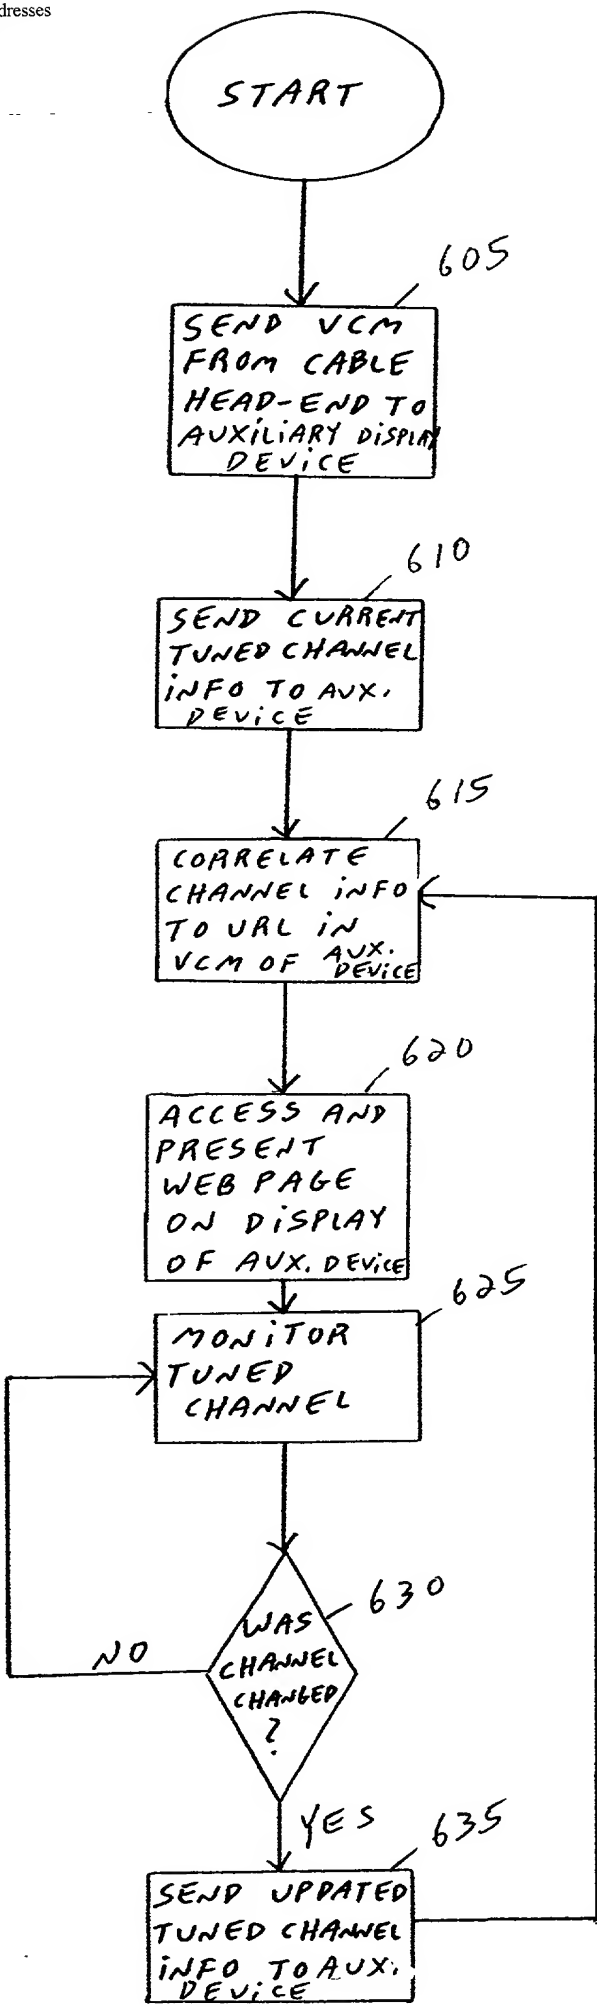 dresses
START
605
SEND VCM
FROM CABLE
HEAD-END TO
AUXILIARY DISPLAY
DEVICE
610
SEND CURRENT
TUNED CHANNEL
INFO TO AUX.
DEVICE
615
CORRELATE
CHANNEL INFO
TO URL IN
VCM OF AUX.
DEVICE
620
ACCESS AND
PRESENT
WEB PAGE
ON DISPLAY
OF AUX. DEVICE
625
MONITOR
TUNED
CHANNEL
630
WAS
CHANNEL
CHANGED
?
NO
YES
635
SEND UPDATED
TUNED CHANNEL
INFO TO AUX.
DEVICE